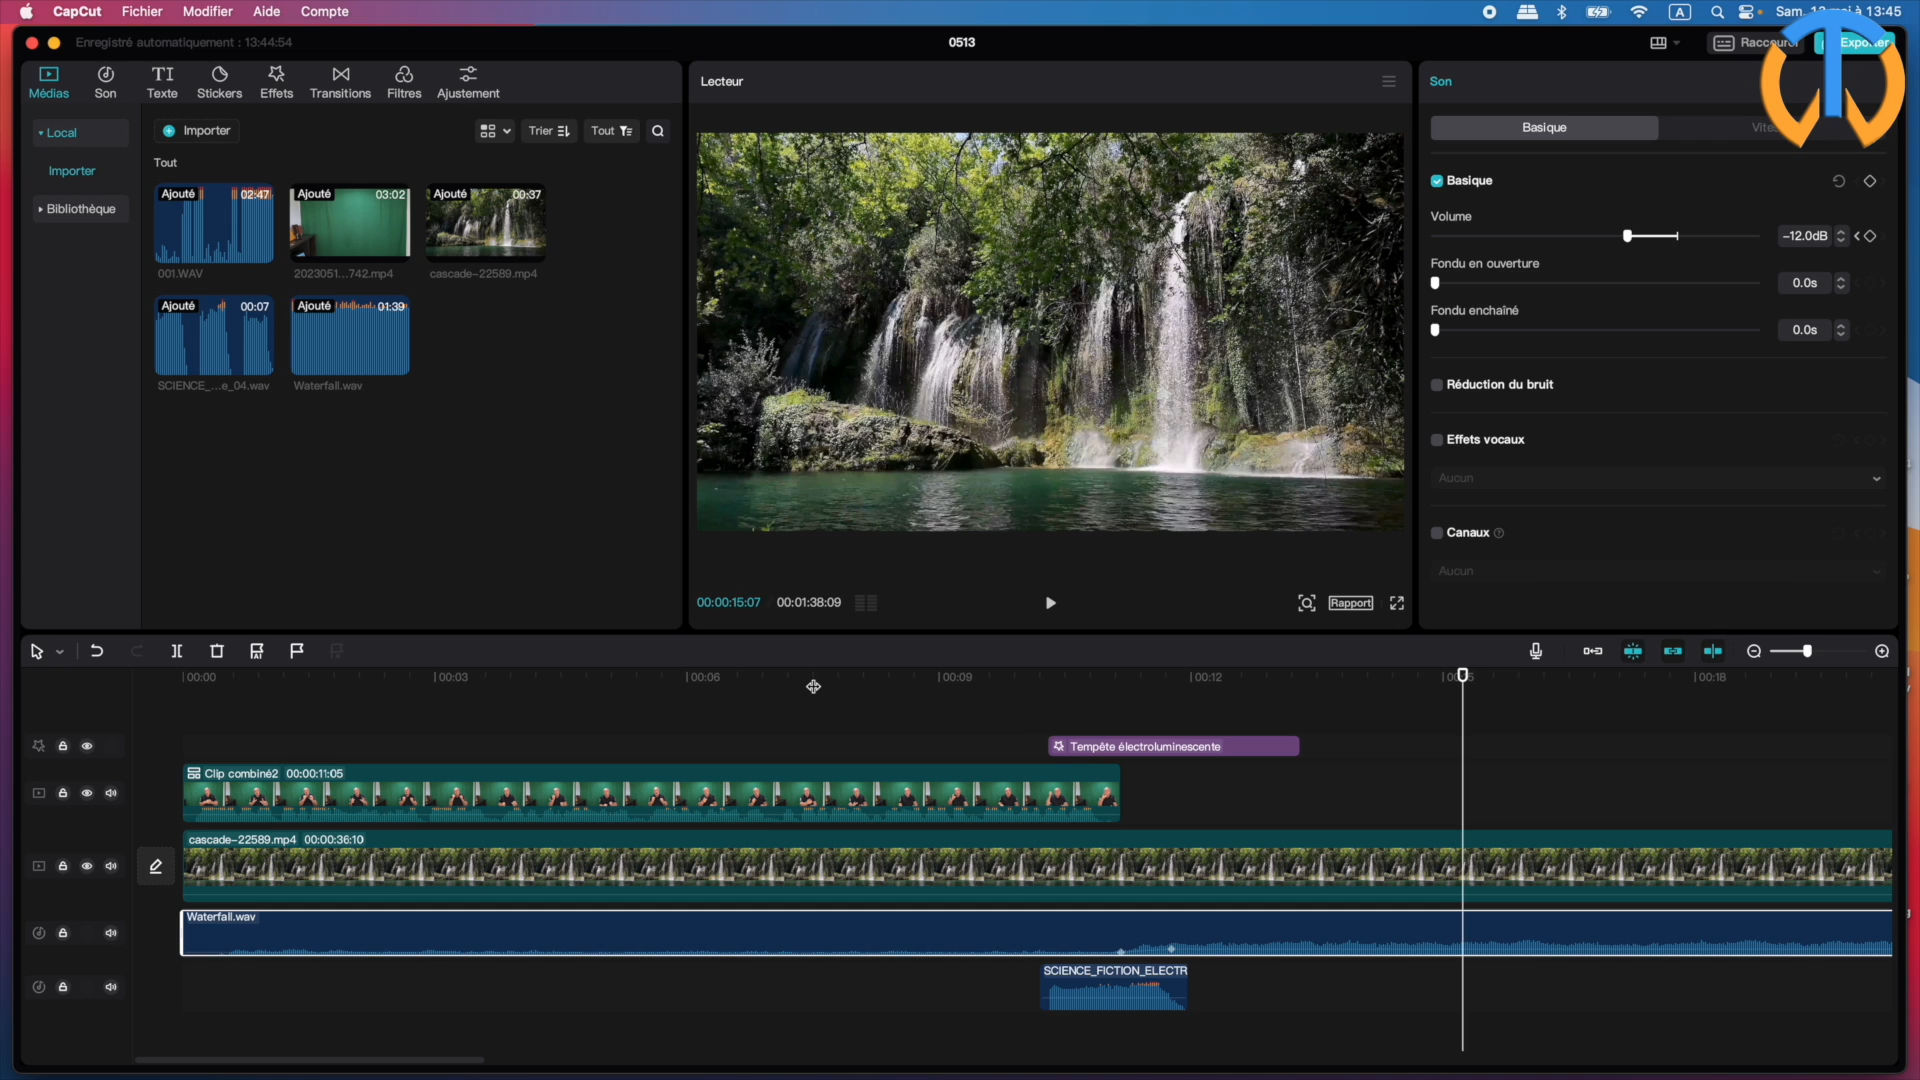 CapCut Fichier Modifier Aide Compte
A
Sam. à 13:45
Enregistré automatiquement : 13:44:54
0513
Exporter
Médias Son Texte Stickers Effets Transitions Filtres Ajustement
Local
Importer
Bibliothèque
Importer
Trier
Tout
Tout
Ajouté 02:47
001.WAV
Ajouté 03:02
2023051...742.mp4
Ajouté 00:37
cascade-22589.mp4
Ajouté 00:07
SCIENCE_...e_04.wav
Ajouté 01:39
Waterfall.wav
Lecteur
00:00:15:07 00:01:38:09
Rapport
Son
Basique
Basique
Volume
-12.0dB
Fondu en ouverture
0.0s
Fondu enchaîné
0.0s
Réduction du bruit
Effets vocaux
Aucun
Canaux
Aucun
00:00 00:03 00:06 00:09 00:12 00:18
Tempête électroluminescente
Clip combiné2 00:00:11:05
cascade-22589.mp4 00:00:36:10
Waterfall.wav
SCIENCE_FICTION_ELECTR